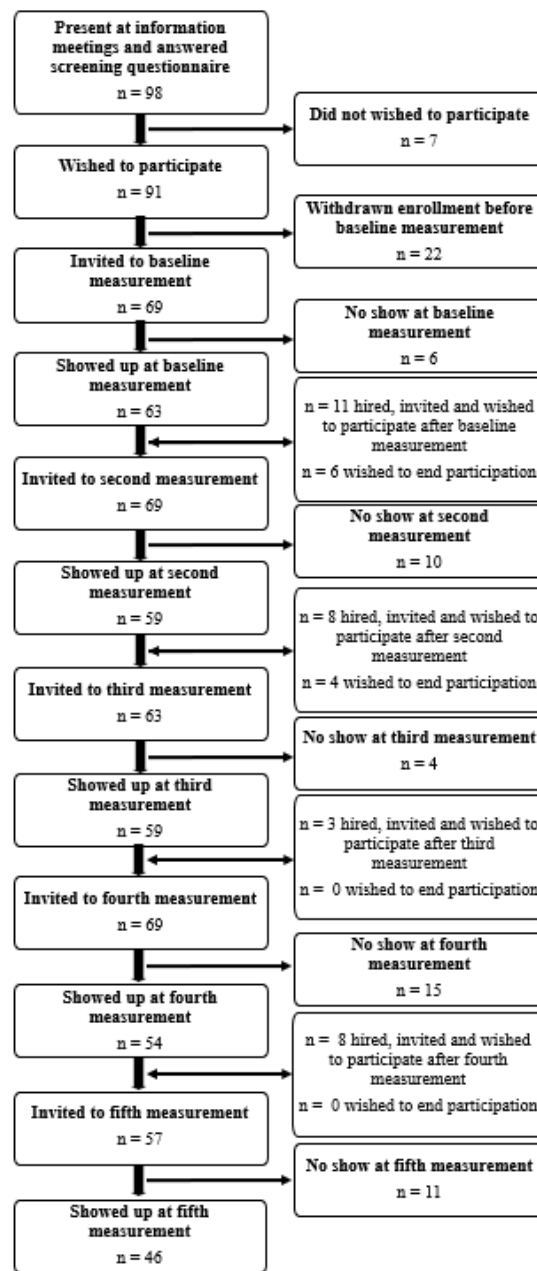 Present at information
meetings and answered
screening questionnaire
n = 98
Did not wished to participate
n = 7
Wished to participate
n = 91
Withdrawn enrollment before
baseline measurement
n = 22
Invited to baseline
measurement
n = 69
No show at baseline
measurement
n = 6
Showed up at baseline
measurement
n = 63
n = 11 hired, invited and wished
to participate after baseline
measurement
n = 6 wished to end participation
Invited to second measurement
n = 69
No show at second
measurement
n = 10
Showed up at second
measurement
n = 59
n = 8 hired, invited and wished to
participate after second
measurement
n = 4 wished to end participation
Invited to third measurement
n = 63
No show at third measurement
n = 4
Showed up at third
measurement
n = 59
n = 3 hired, invited and wished to
participate after third
measurement
n = 0 wished to end participation
Invited to fourth measurement
n = 69
No show at fourth
measurement
n = 15
Showed up at fourth
measurement
n = 54
n = 8 hired, invited and wished
to participate after fourth
measurement
n = 0 wished to end participation
Invited to fifth measurement
n = 57
No show at fifth measurement
n = 11
Showed up at fifth
measurement
n = 46